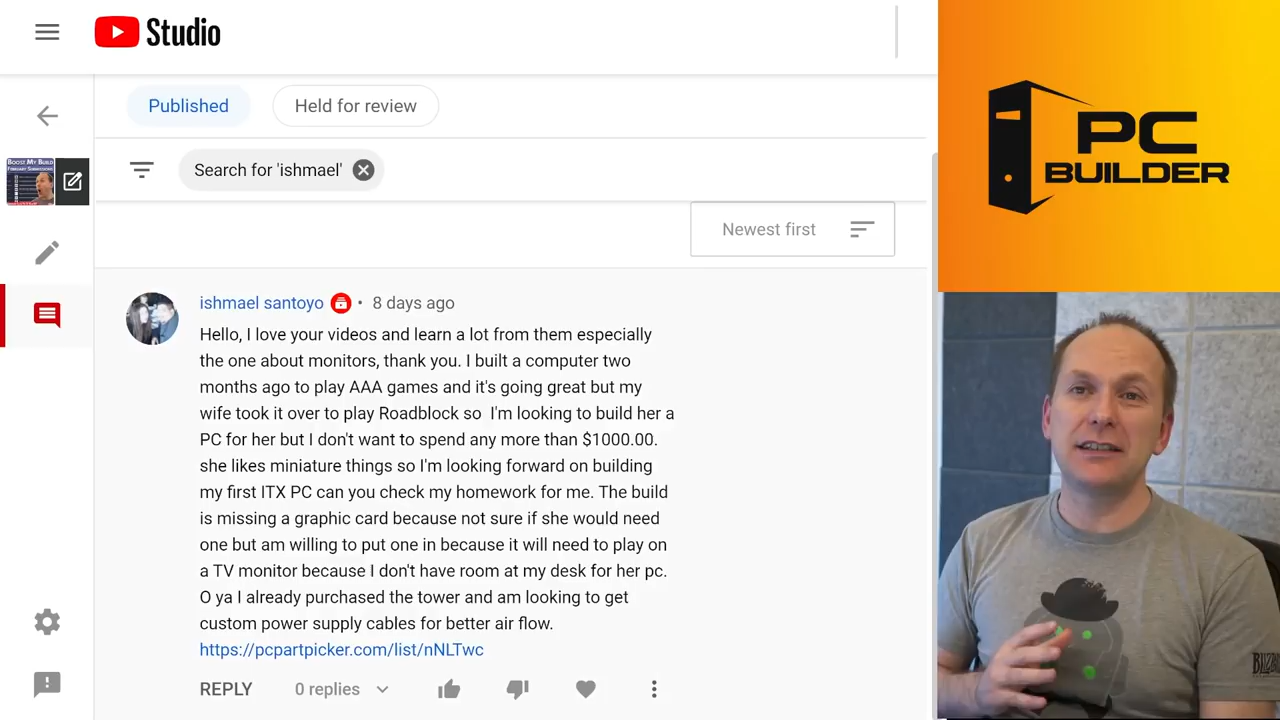 Studio
Published
Held for review
Search for 'ishmael'
Newest first
ishmael santoyo • 8 days ago
Hello, I love your videos and learn a lot from them especially
the one about monitors, thank you. I built a computer two
months ago to play AAA games and it's going great but my
wife took it over to play Roadblock so  I'm looking to build her a
PC for her but I don't want to spend any more than $1000.00.
she likes miniature things so I'm looking forward on building
my first ITX PC can you check my homework for me. The build
is missing a graphic card because not sure if she would need
one but am willing to put one in because it will need to play on
a TV monitor because I don't have room at my desk for her pc.
O ya I already purchased the tower and am looking to get
custom power supply cables for better air flow.
https://pcpartpicker.com/list/nNLTwc
REPLY
0 replies
PC
BUILDER
Boost My Build